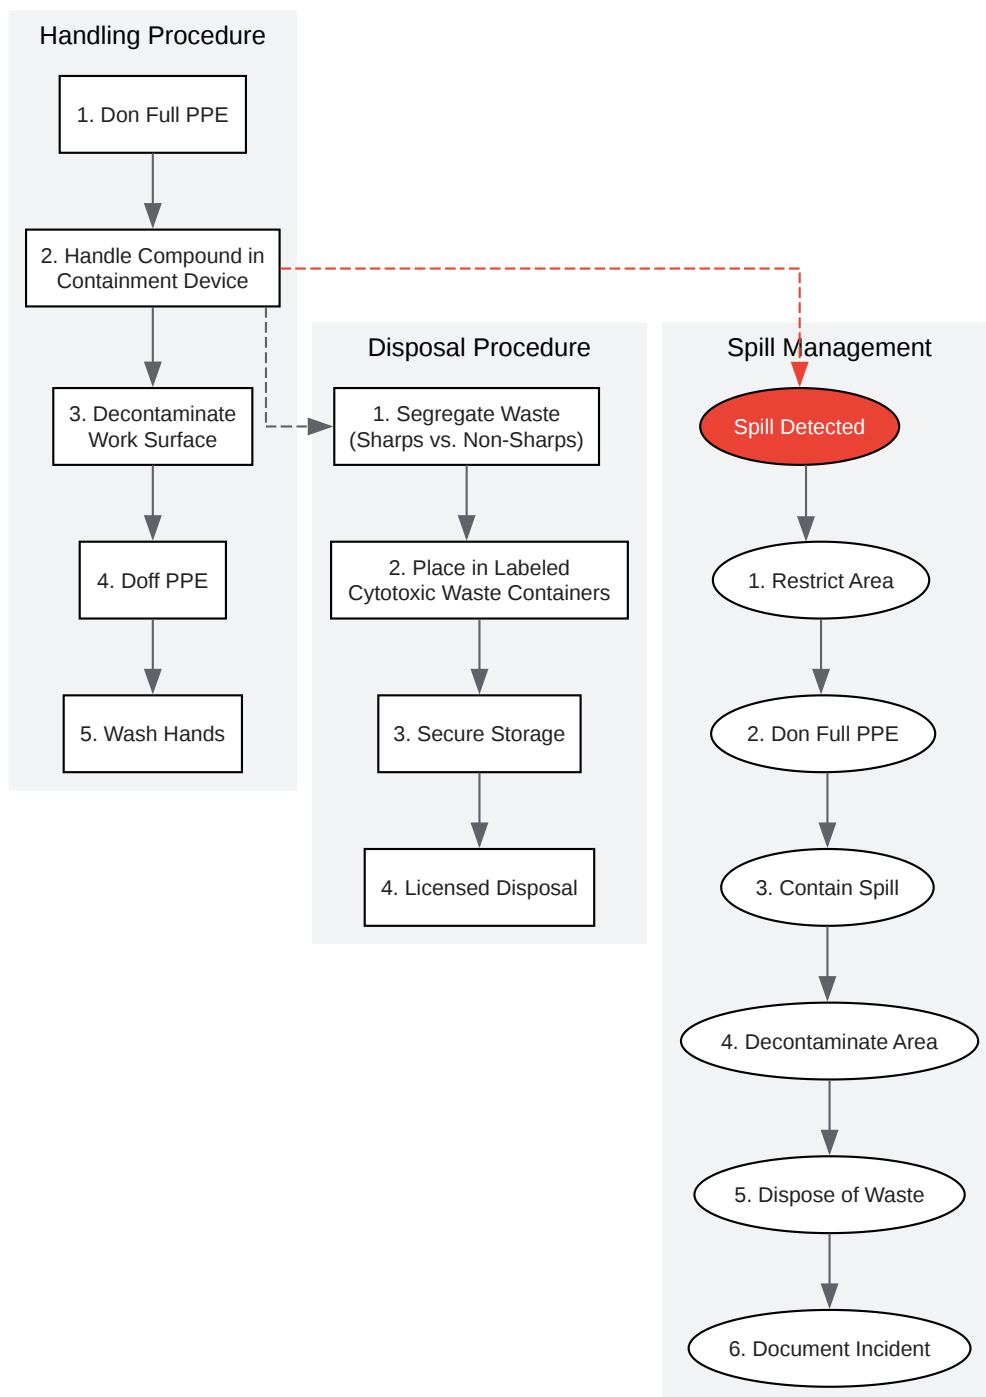 Handling Procedure
1. Don Full PPE
2. Handle Compound in
Containment Device
3. Decontaminate
Work Surface
4. Doff PPE
5. Wash Hands
Disposal Procedure
1. Segregate Waste
(Sharps vs. Non-Sharps)
2. Place in Labeled
Cytotoxic Waste Containers
3. Secure Storage
4. Licensed Disposal
Spill Management
Spill Detected
1. Restrict Area
2. Don Full PPE
3. Contain Spill
4. Decontaminate Area
5. Dispose of Waste
6. Document Incident